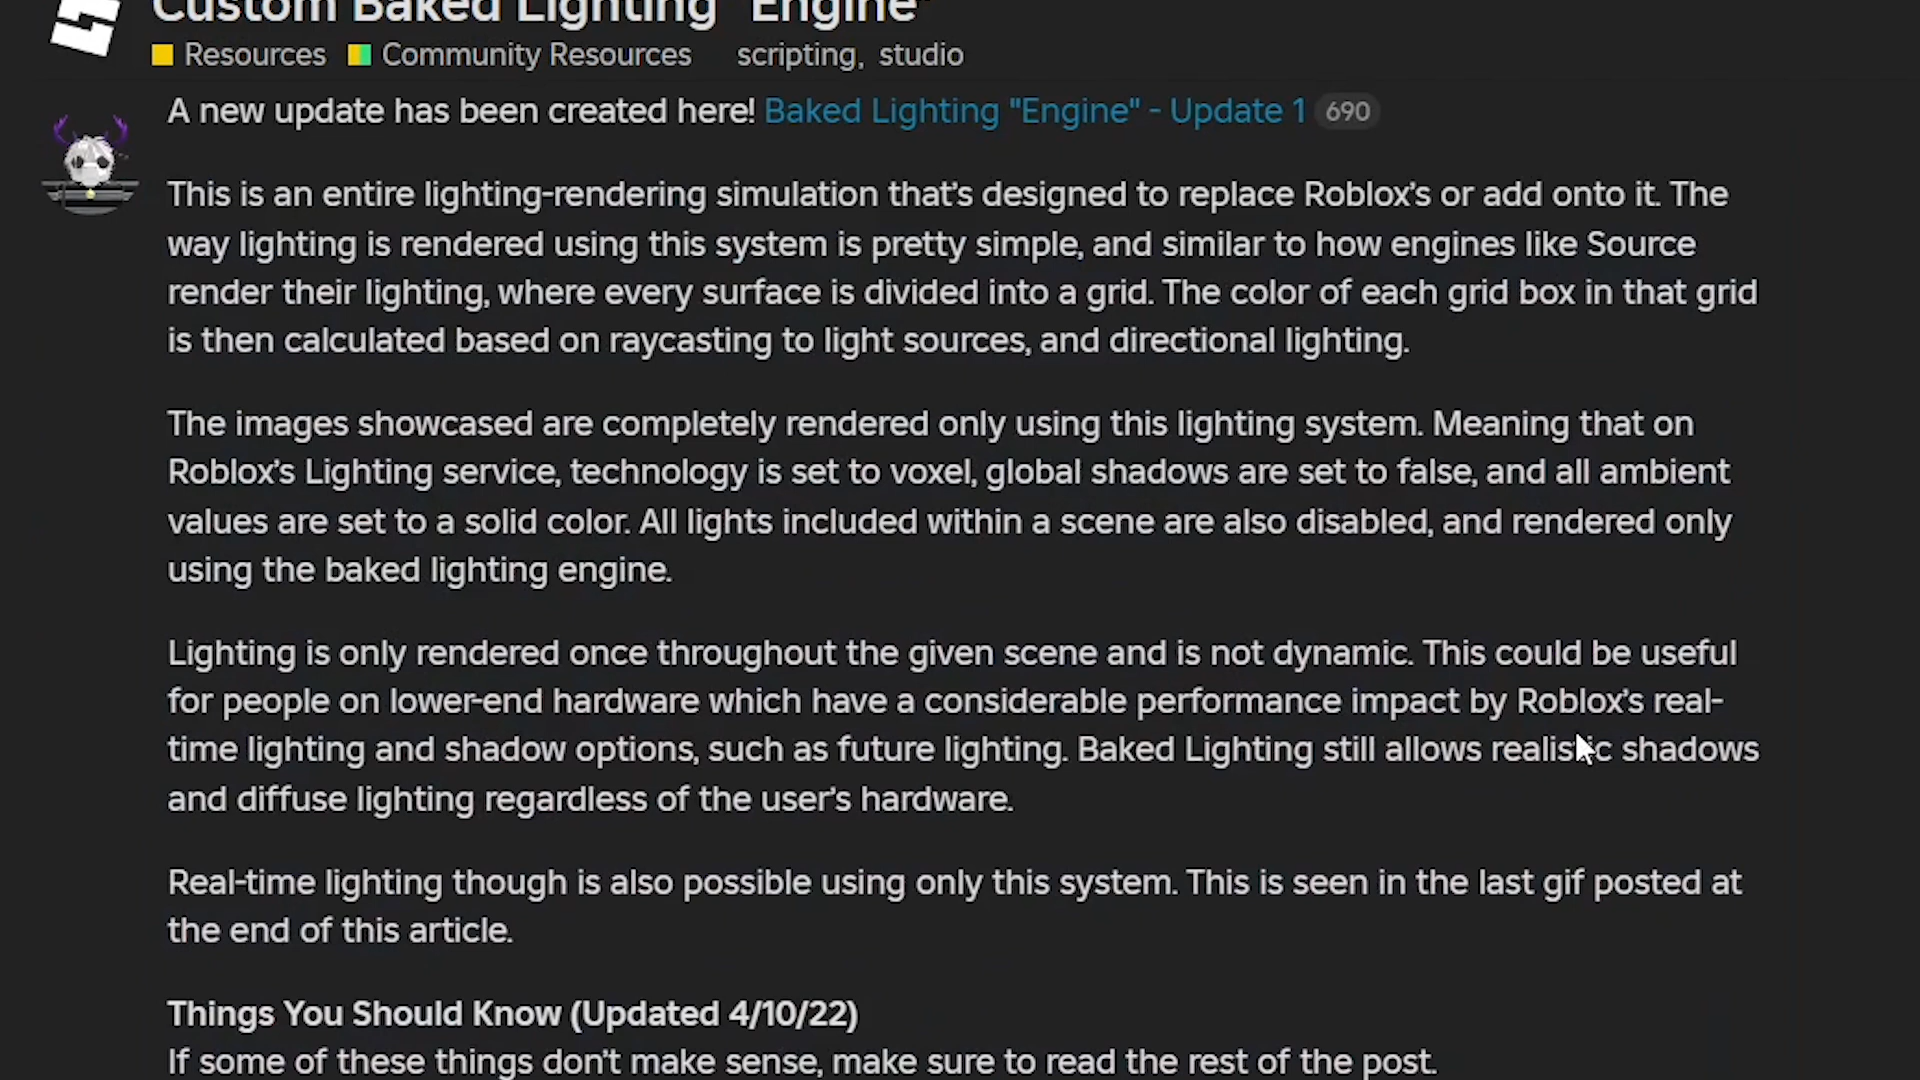 Custom Baked Lighting "Engine"
Resources Community Resources scripting, studio
A new update has been created here! Baked Lighting "Engine" - Update 1 690
This is an entire lighting-rendering simulation that's designed to replace Roblox's or add onto it. The
way lighting is rendered using this system is pretty simple, and similar to how engines like Source
render their lighting, where every surface is divided into a grid. The color of each grid box in that grid
is then calculated based on raycasting to light sources, and directional lighting.
The images showcased are completely rendered only using this lighting system. Meaning that on
Roblox's Lighting service, technology is set to voxel, global shadows are set to false, and all ambient
values are set to a solid color. All lights included within a scene are also disabled, and rendered only
using the baked lighting engine.
Lighting is only rendered once throughout the given scene and is not dynamic. This could be useful
for people on lower-end hardware which have a considerable performance impact by Roblox's real-
time lighting and shadow options, such as future lighting. Baked Lighting still allows realistic shadows
and diffuse lighting regardless of the user's hardware.
Real-time lighting though is also possible using only this system. This is seen in the last gif posted at
the end of this article.
Things You Should Know (Updated 4/10/22)
If some of these things don't make sense, make sure to read the rest of the post.